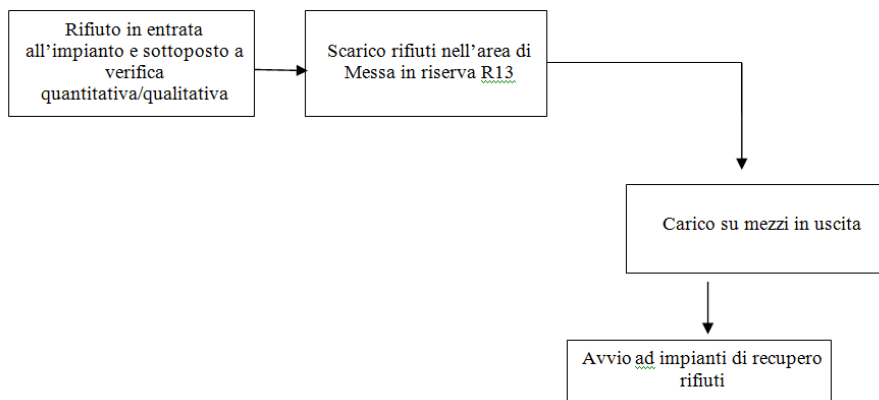 Rifiuto in entrata
all'impianto e sottoposto a
verifica
quantitativa/qualitativa
Scarico rifiuti nell'area di
Messa in riserva R13
Carico su mezzi in uscita
Avvio ad impianti di recupero
rifiuti